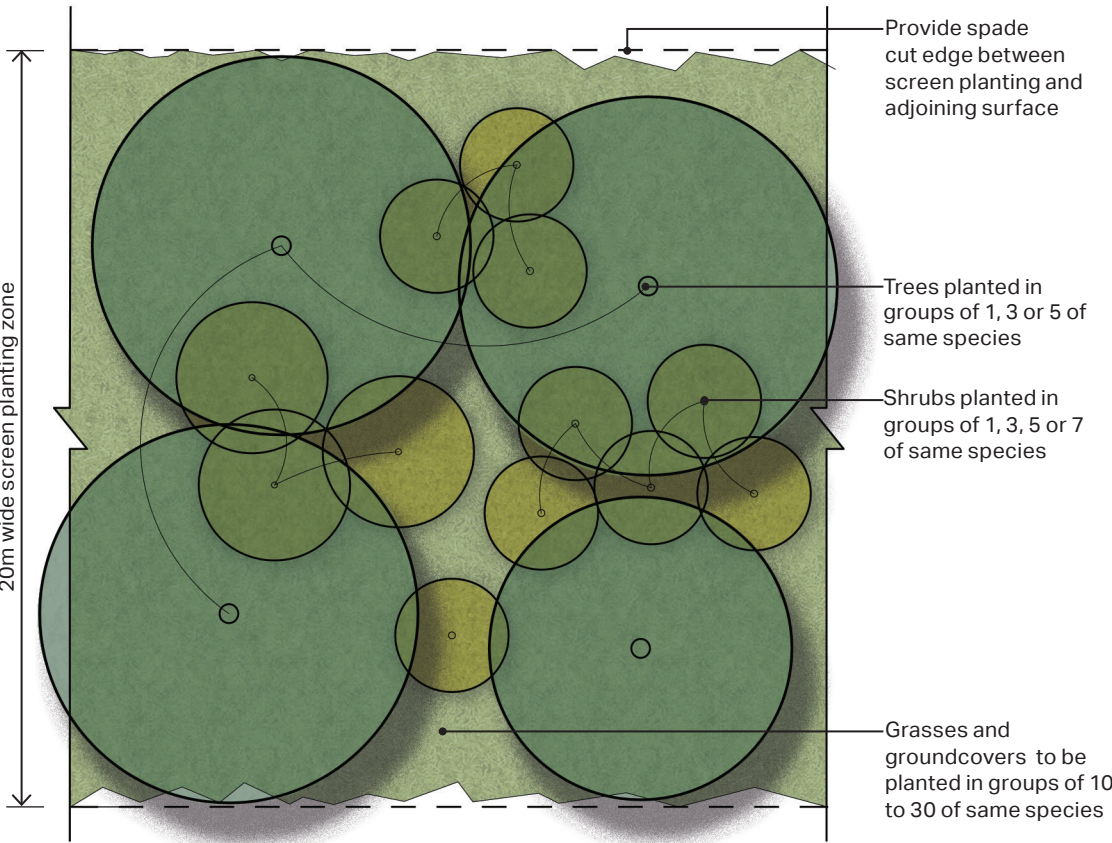 Provide spade
cut edge between
screen planting and
adjoining surface
20m wide screen planting zone
Trees planted in
groups of 1, 3 or 5 of
same species
Shrubs planted in
groups of 1, 3, 5 or 7
of same species
Grasses and
groundcovers to be
planted in groups of 10
to 30 of same species